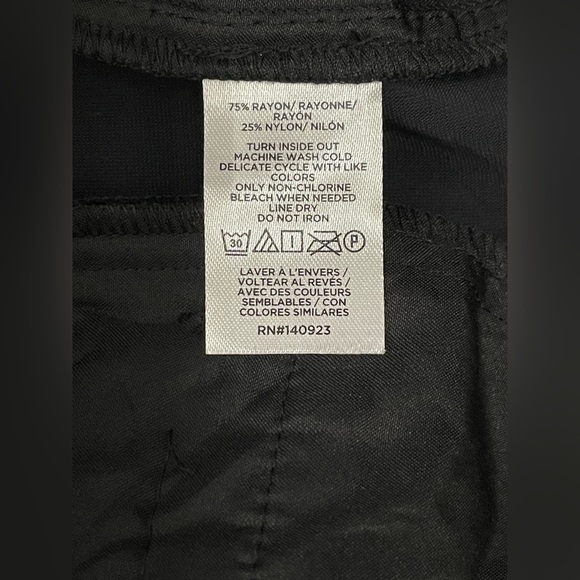 75% RAYON/ RAYONNE/
RAYÓN
25% NYLON/ NILÓN
TURN INSIDE OUT
MACHINE WASH COLD
DELICATE CYCLE WITH LIKE
COLORS
ONLY NON-CHLORINE
BLEACH WHEN NEEDED
LINE DRY
DO NOT IRON
30 P
LAVER À L'ENVERS /
VOLTEAR AL REVÉS /
AVEC DES COULEURS
SEMBLABLES / CON
COLORES SIMILARES
RN#140923